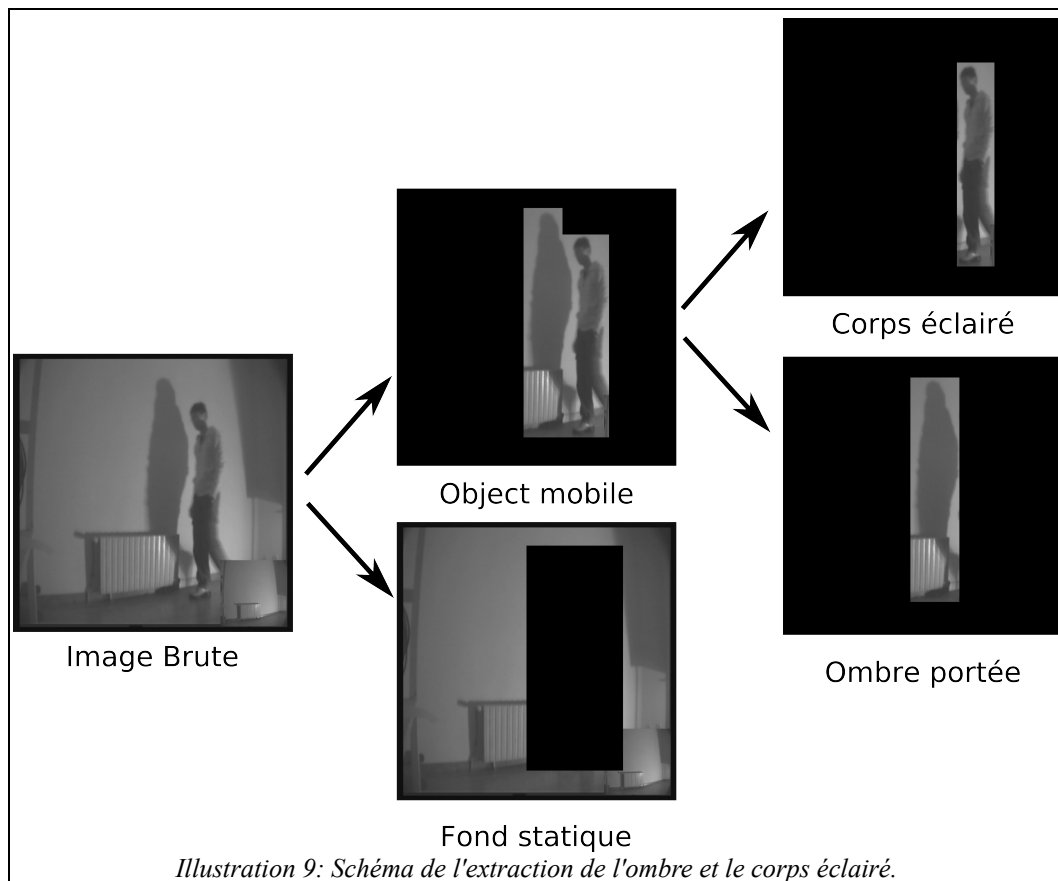 Corps éclairé
Object mobile
Image Brute
Ombre portée
Fond statique
Illustration 9: Schéma de l'extraction de l'ombre et le corps éclairé.